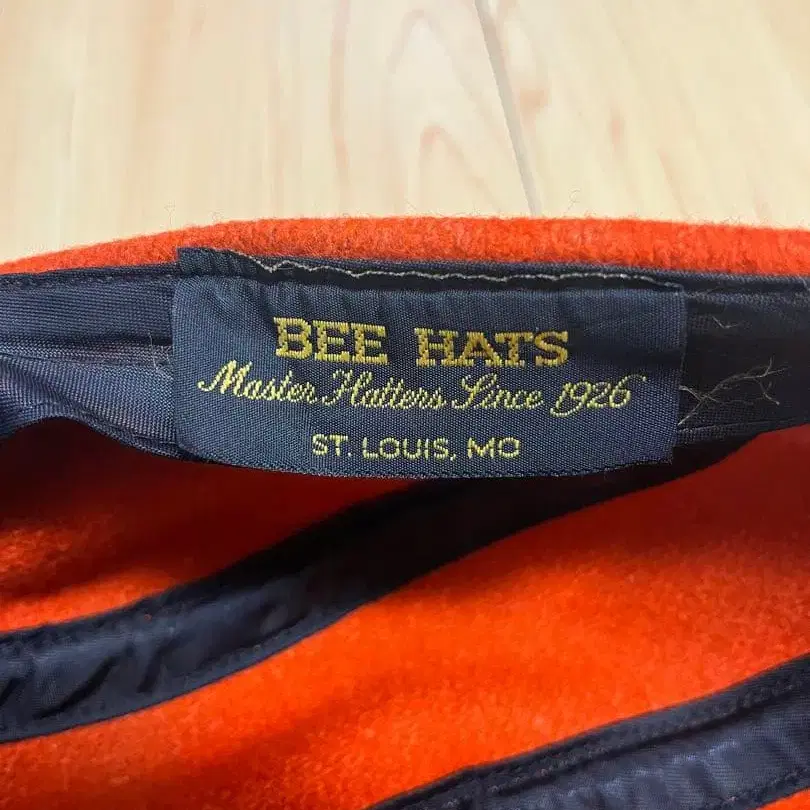 BEE HATS
Master Hatters Since 1926
ST. LOUIS, MO